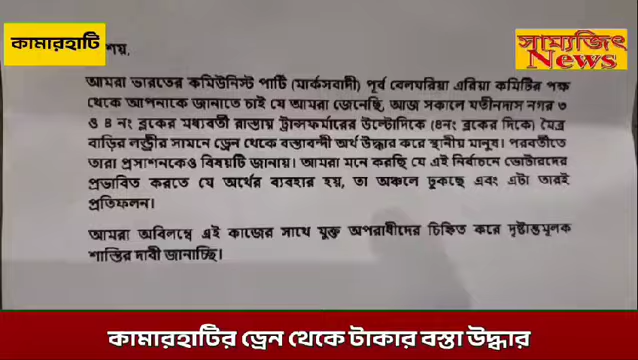 কামারহাটি
সাম্যজিৎ
News
শয়,
আমরা ভারতের কমিউনিস্ট পার্টি (মার্কসবাদী) পূর্ব বেলঘরিয়া এরিয়া কমিটির পক্ষ
থেকে আপনাকে জানাতে চাই যে আমরা জেনেছি, আজ সকালে যতীনদাস নগর ৩
ও ৪ নং ব্লকের মধ্যবর্তী রাস্তায় ট্রান্সফর্মারের উল্টোদিকে (৪নং ব্লকের দিকে) মৈত্র
বাড়ির লন্ড্রীর সামনে ড্রেন থেকে বস্তাবন্দী অর্থ উদ্ধার করে স্থানীয় মানুষ। পরবর্তীতে
তারা প্রসাশনকেও বিষয়টি জানায়। আমরা মনে করছি যে এই নির্বাচনে ভোটারদের
প্রভাবিত করতে যে অর্থের ব্যবহার হয়, তা অঞ্চলে ঢুকছে এবং এটা তারই
প্রতিফলন।
আমরা অবিলম্বে এই কাজের সাথে যুক্ত অপরাধীদের চিহ্নিত করে দৃষ্টান্তমূলক
শাস্তির দাবী জানাচ্ছি।
কামারহাটির ড্রেন থেকে টাকার বস্তা উদ্ধার